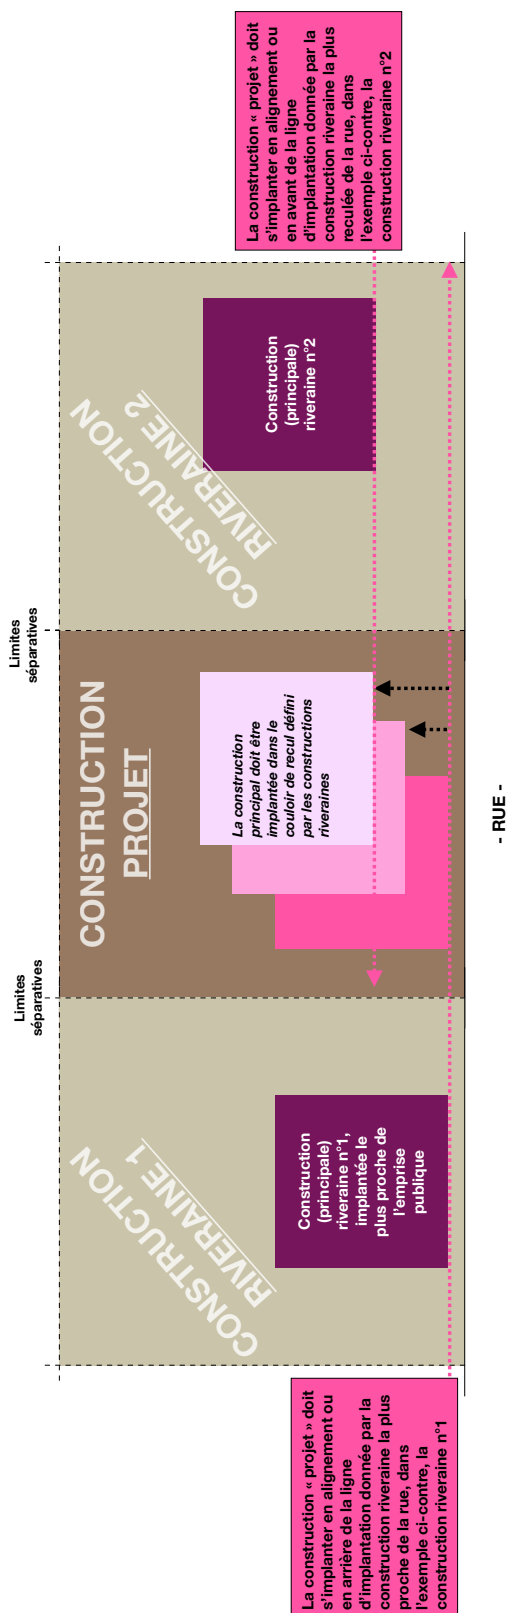 La construction « projet » doit
s'implanter en alignement ou
en arrière de la ligne
d'implantation donnée par la
construction riveraine la plus
proche de la rue, dans
l'exemple ci-contre, la
construction riveraine n°1
CONSTRUCTION
RIVERAINE 1
Construction
(principale)
riveraine n°1,
implantée le
plus proche de
l'emprise
publique
Limites
séparatives
CONSTRUCTION
PROJET
La construction
principal doit être
implantée dans le
couloir de recul défini
par les constructions
riveraines
- RUE -
Limites
séparatives
CONSTRUCTION
RIVERAINE 2
Construction
(principale)
riveraine n°2
La construction « projet » doit
s'implanter en alignement ou
en avant de la ligne
d'implantation donnée par la
construction riveraine la plus
reculée de la rue, dans
l'exemple ci-contre, la
construction riveraine n°2